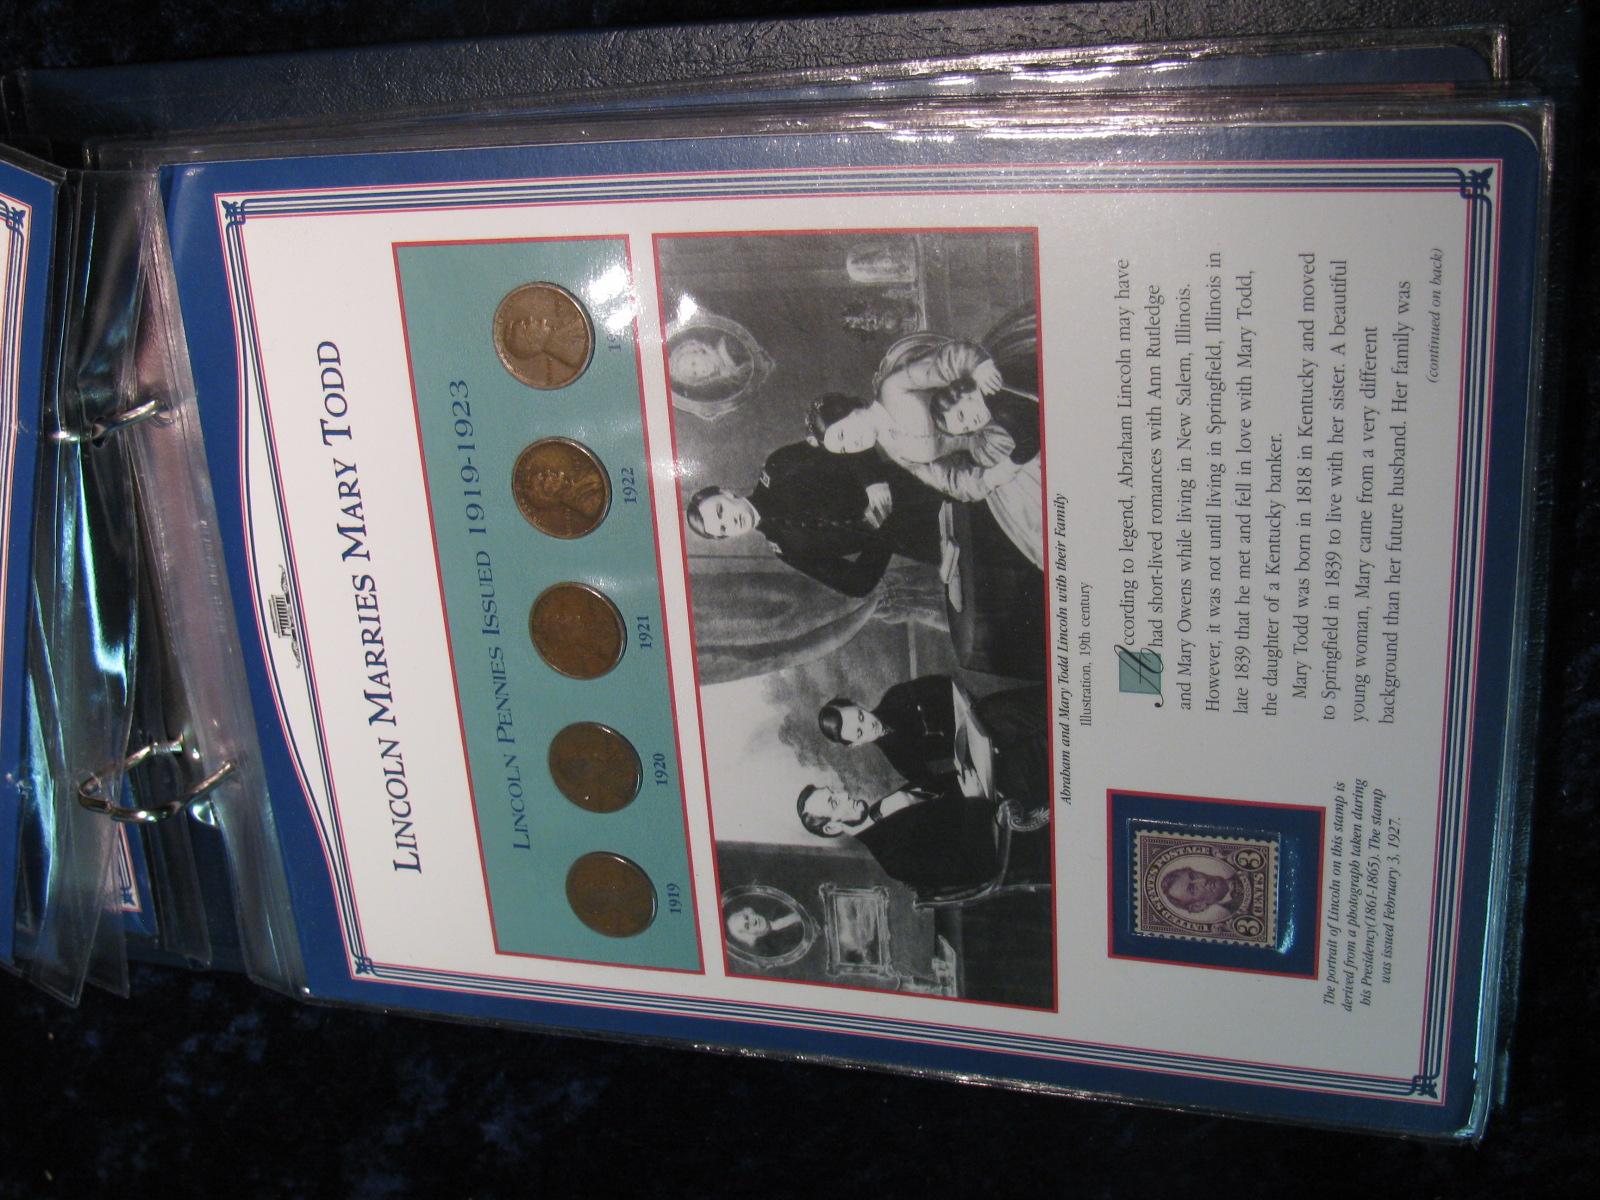 LINCOLN MARRIES MARY TODD
LINCOLN PENNIES ISSUED 1919-1923
1919 1920 1921 1922
Abraham and Mary Todd Lincoln with their Family
Illustration, 19th century
According to legend, Abraham Lincoln may have
had short-lived romances with Ann Rutledge
and Mary Owens while living in New Salem, Illinois.
However, it was not until living in Springfield, Illinois in
late 1839 that he met and fell in love with Mary Todd,
the daughter of a Kentucky banker.
Mary Todd was born in 1818 in Kentucky and moved
to Springfield in 1839 to live with her sister. A beautiful
young woman, Mary came from a very different
background than her future husband. Her family was
(continued on back)
UNITED STATES POSTAGE
3 CENTS 3
The portrait of Lincoln on this stamp is
derived from a photograph taken during
his Presidency (1861-1865). The stamp
was issued February 3, 1927.